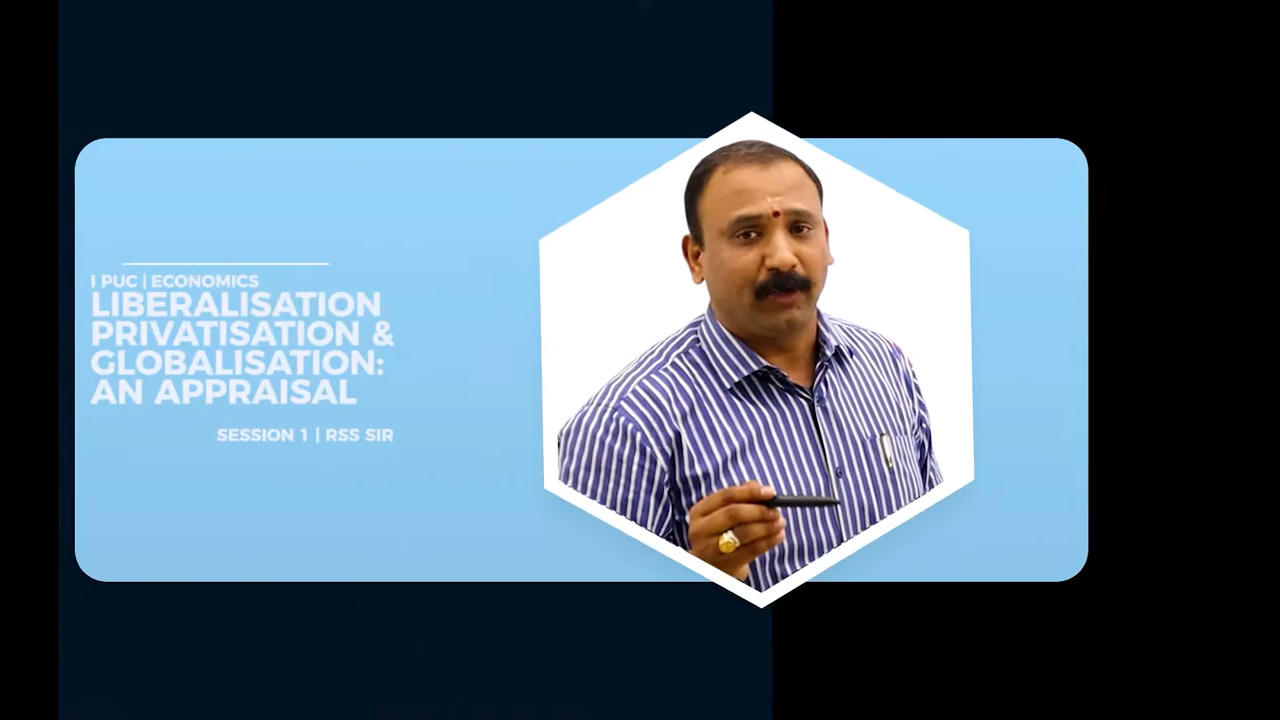 I PUC | ECONOMICS
LIBERALISATION
PRIVATISATION &
GLOBALISATION:
AN APPRAISAL
SESSION 1 | RSS SIR